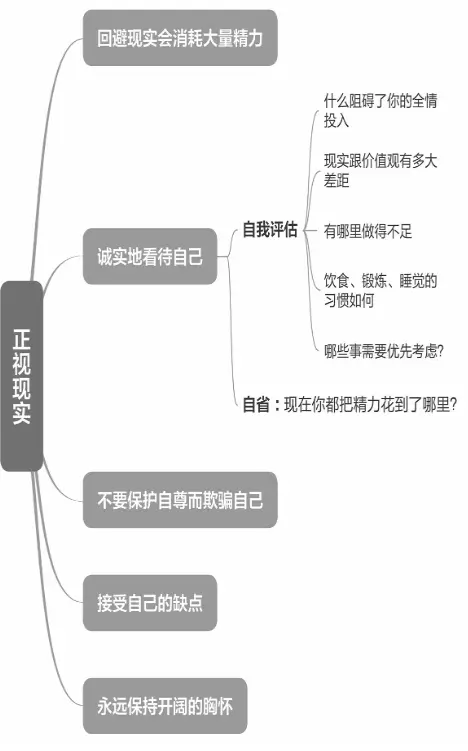 正视现实
回避现实会消耗大量精力
诚实地看待自己
自我评估
什么阻碍了你的全情
投入
现实跟价值观有多大
差距
有哪里做得不足
饮食、锻炼、睡觉的
习惯如何
哪些事需要优先考虑?
自省：现在你都把精力花到了哪里?
不要保护自尊而欺骗自己
接受自己的缺点
永远保持开阔的胸怀